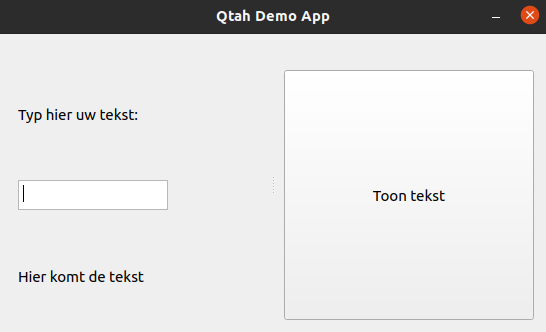 Qtah Demo App
Typ hier uw tekst:
Toon tekst
Hier komt de tekst